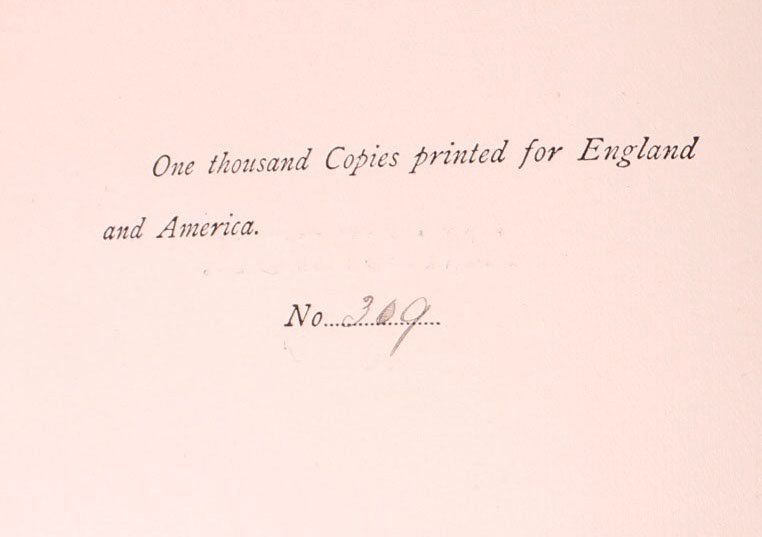 One thousand Copies printed for England
and America.
No....309....